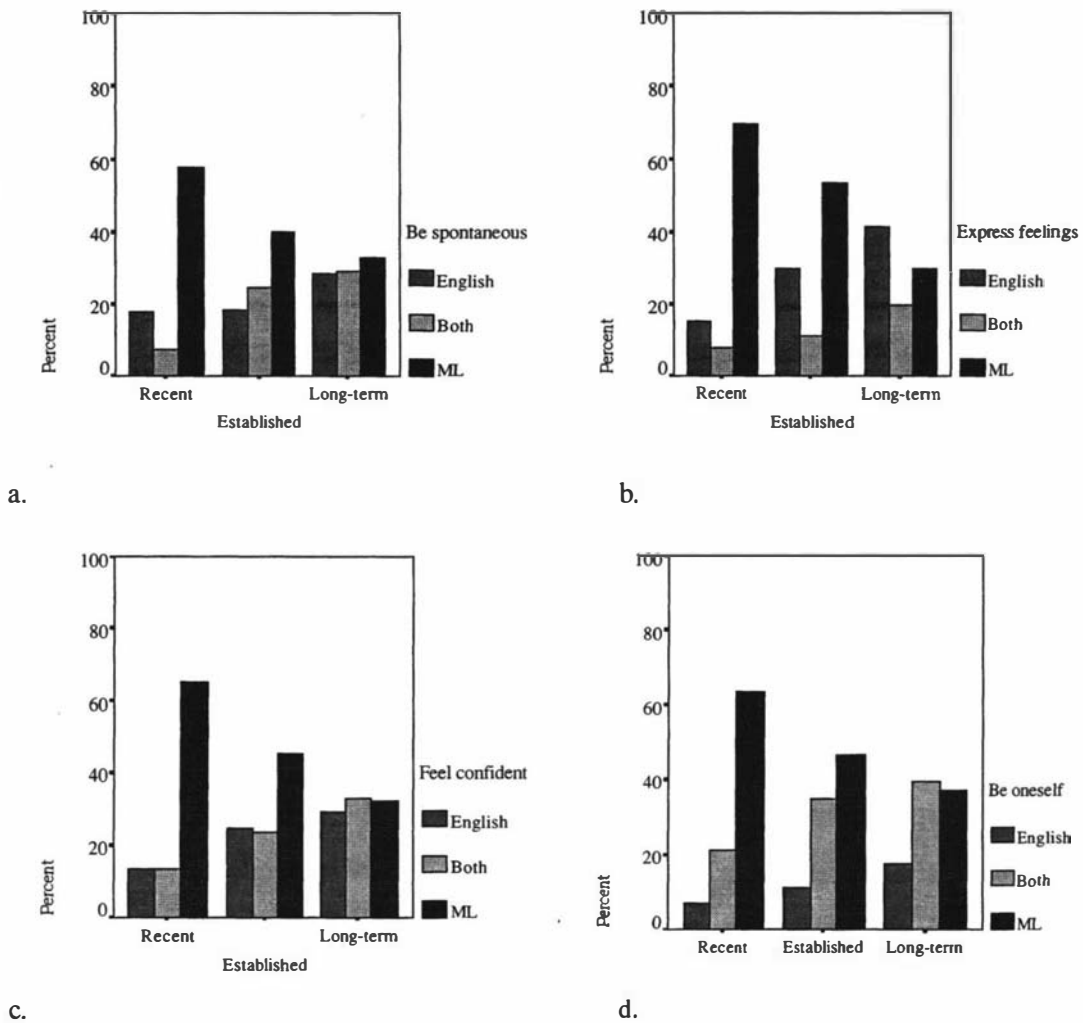 100
80
60
40
20
0
Percent
Recent
Long-term
Established
Be spontaneous
English
Both
ML
a.
100
80
60
40
20
0
Percent
Recent
Long-term
Established
Express feelings
English
Both
ML
b.
100
80
60
40
20
0
Percent
Recent
Long-term
Established
Feel confident
English
Both
ML
c.
100
80
60
40
20
0
Percent
Recent
Established
Long-term
Be oneself
English
Both
ML
d.